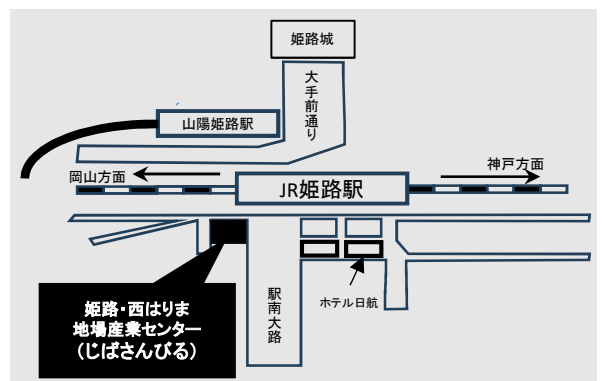 姫路城
大手前通り
山陽姫路駅
岡山方面
神戸方面
JR姫路駅
駅南大路
ホテル日航
姫路・西はりま
地場産業センター
（じばさんびる）